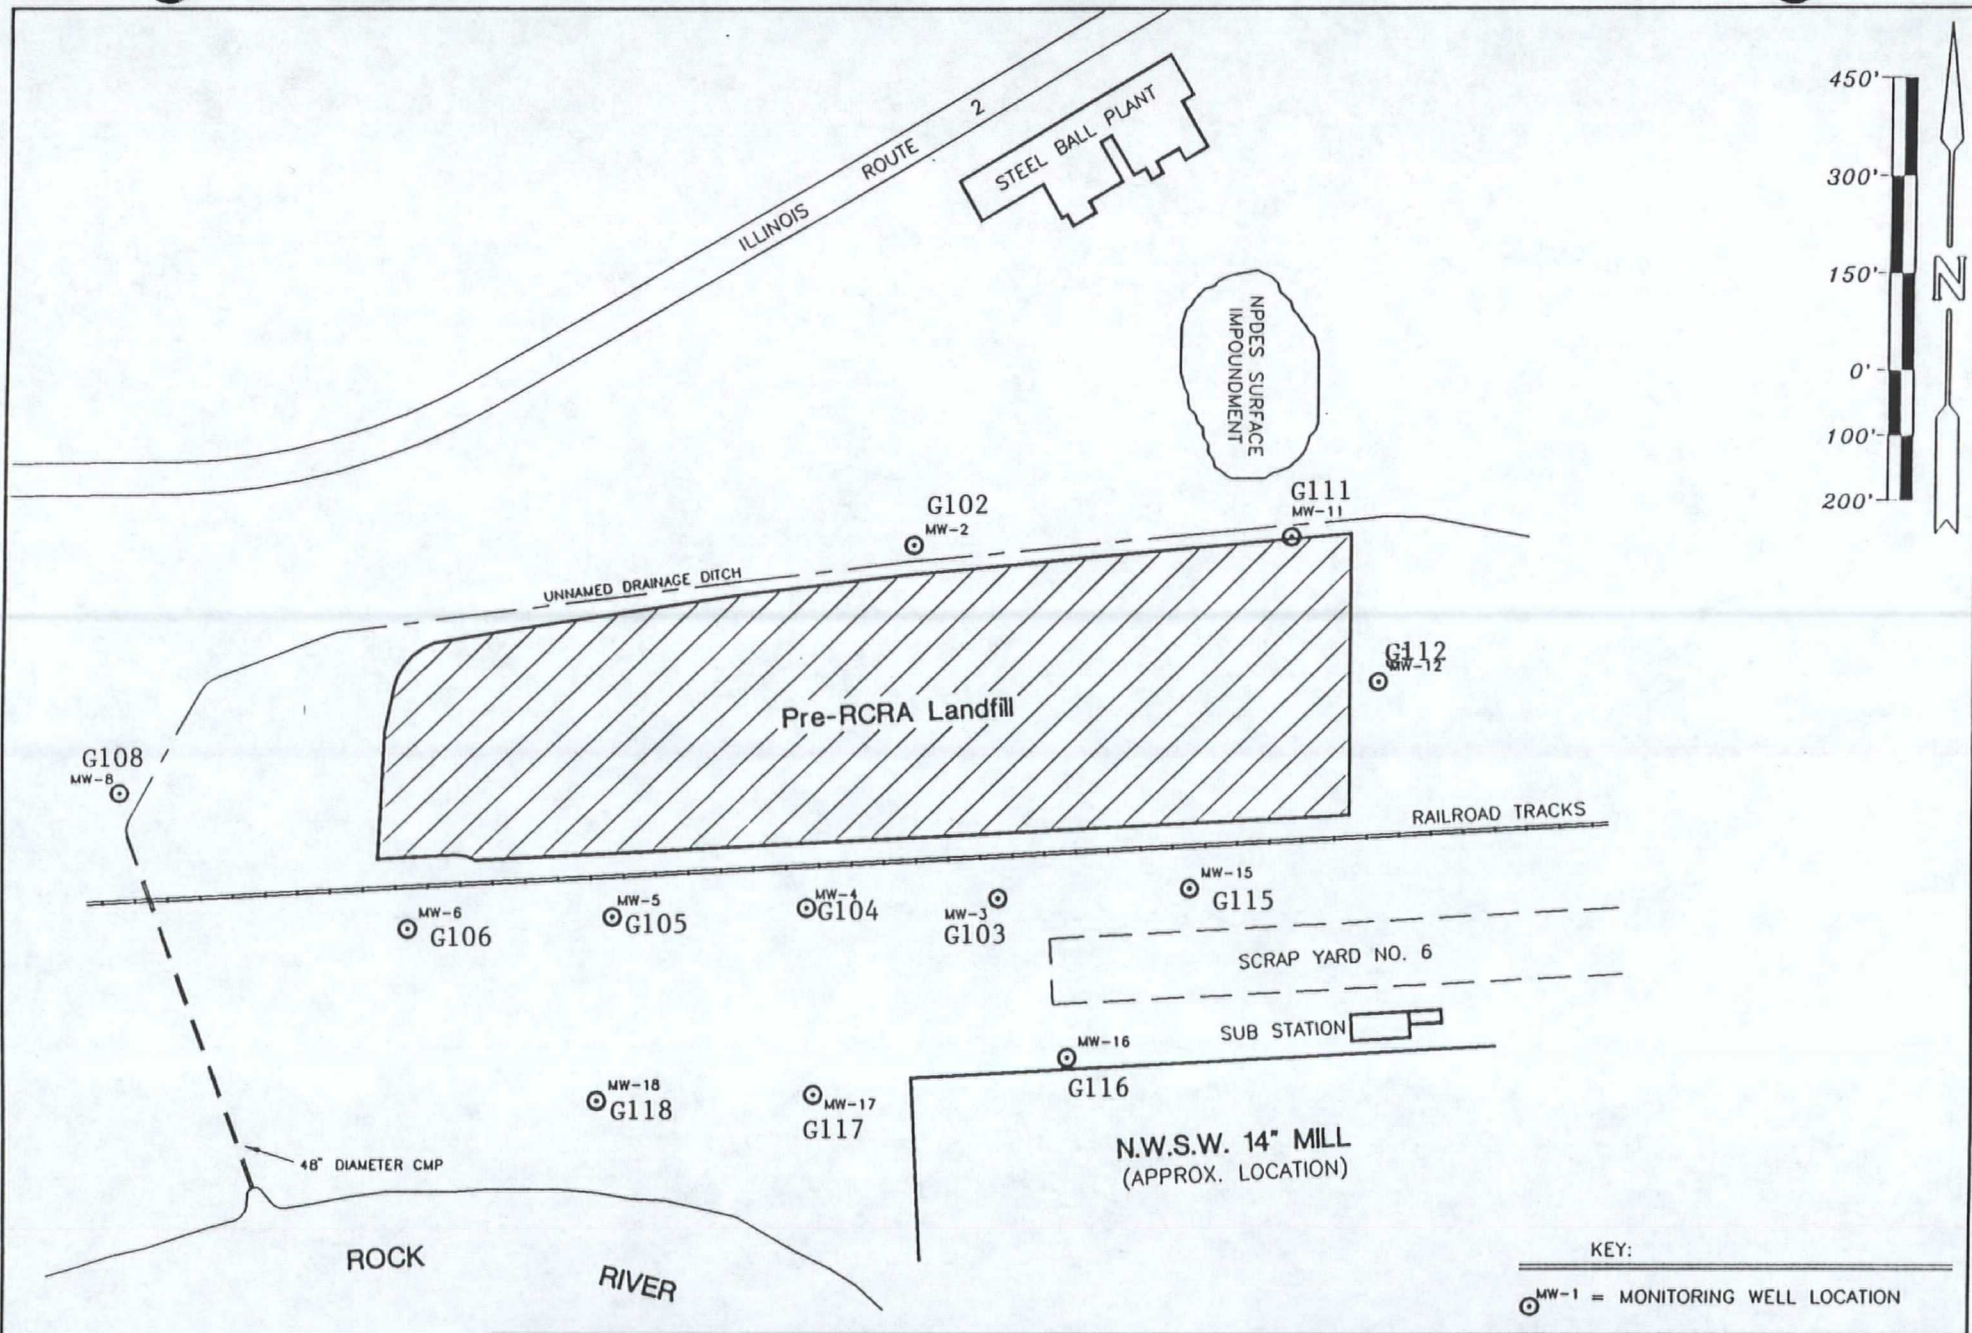 ILLINOIS ROUTE 2
STEEL BALL PLANT
450'
300'
150'
0'
100'
200'
N
NPDES SURFACE
IMPOUNDMENT
G102
MW-2
G111
MW-11
UNNAMED DRAINAGE DITCH
G112
MW-12
Pre-RCRA Landfill
G108
MW-8
RAILROAD TRACKS
MW-6
G106
MW-5
G105
MW-4
G104
MW-3
G103
MW-15
G115
SCRAP YARD NO. 6
SUB STATION
MW-16
G116
MW-18
G118
MW-17
G117
N.W.S.W. 14" MILL
(APPROX. LOCATION)
48" DIAMETER CMP
ROCK RIVER
KEY:
MW-1 = MONITORING WELL LOCATION